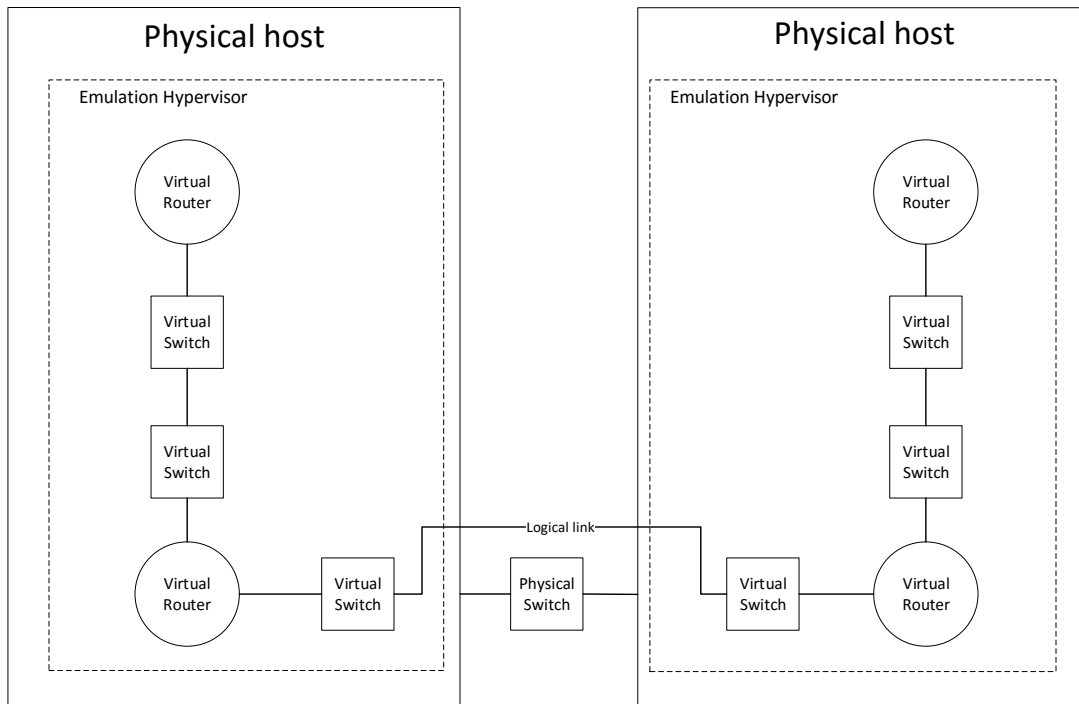 Physical host
Emulation Hypervisor
Virtual
Router
Virtual
Switch
Virtual
Switch
Virtual
Router
Virtual
Switch
Logical link
Physical
Switch
Physical host
Emulation Hypervisor
Virtual
Router
Virtual
Switch
Virtual
Switch
Virtual
Switch
Virtual
Router